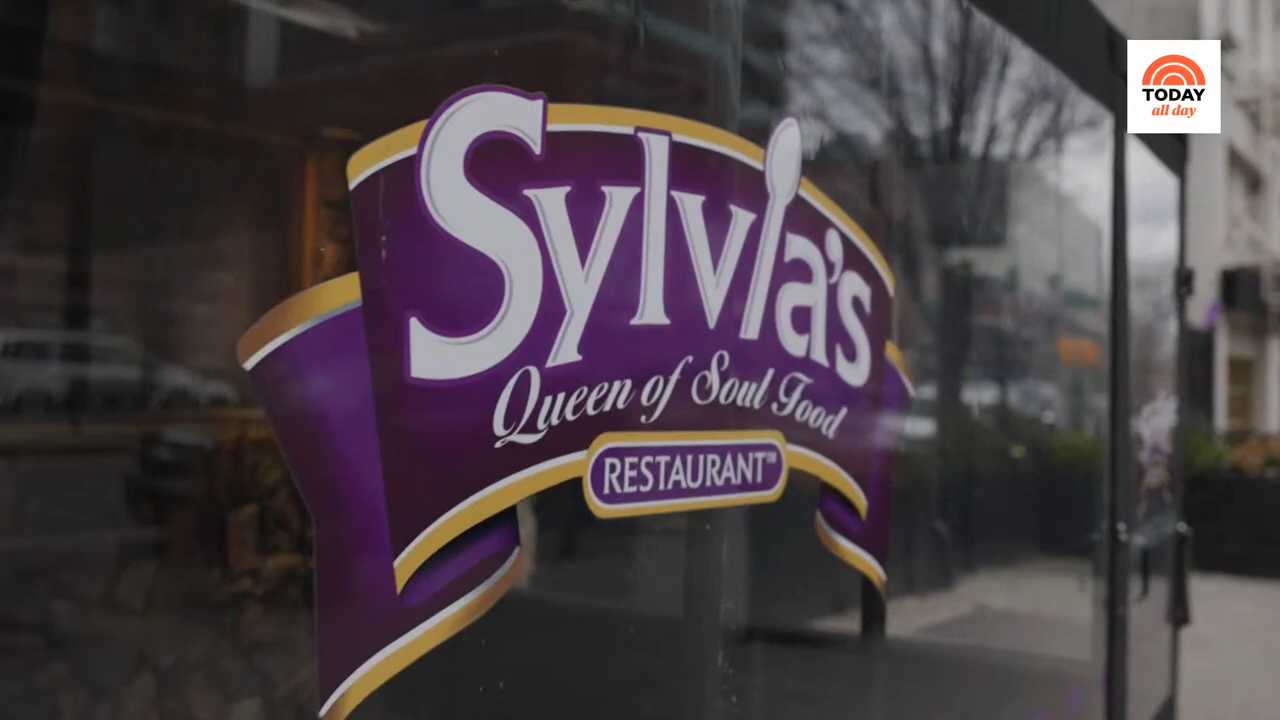 Sylvia's
Queen of Soul Food
RESTAURANT™
TODAY
all day